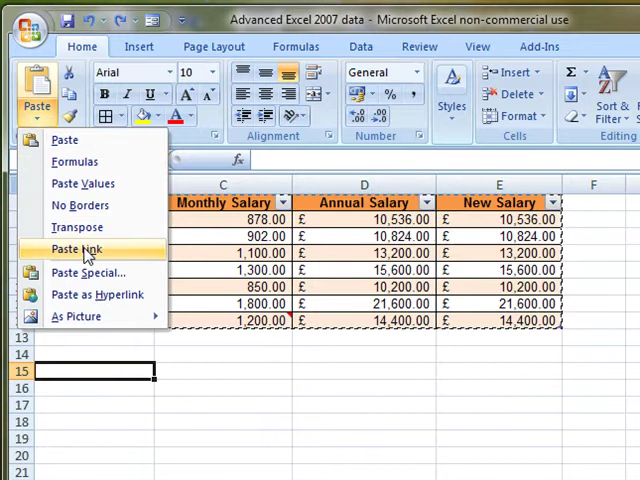 Advanced Excel 2007 data - Microsoft Excel non-commercial use
Home Insert Page Layout Formulas Data Review View Add-Ins
Paste
Arial 10
B I U
A A
A
General
% ,
Styles
Insert
Delete
Format
Σ
Sort &
Filter
Alignment Number Cells
Paste
Formulas
Paste Values
No Borders
Transpose
Paste Link
Paste Special...
Paste as Hyperlink
As Picture
fx
C D E F
Monthly Salary Annual Salary New Salary
878.00 £ 10,536.00 £ 10,536.00
902.00 £ 10,824.00 £ 10,824.00
1,100.00 £ 13,200.00 £ 13,200.00
1,300.00 £ 15,600.00 £ 15,600.00
850.00 £ 10,200.00 £ 10,200.00
1,800.00 £ 21,600.00 £ 21,600.00
1,200.00 £ 14,400.00 £ 14,400.00
13
14
15
16
17
18
19
20
21